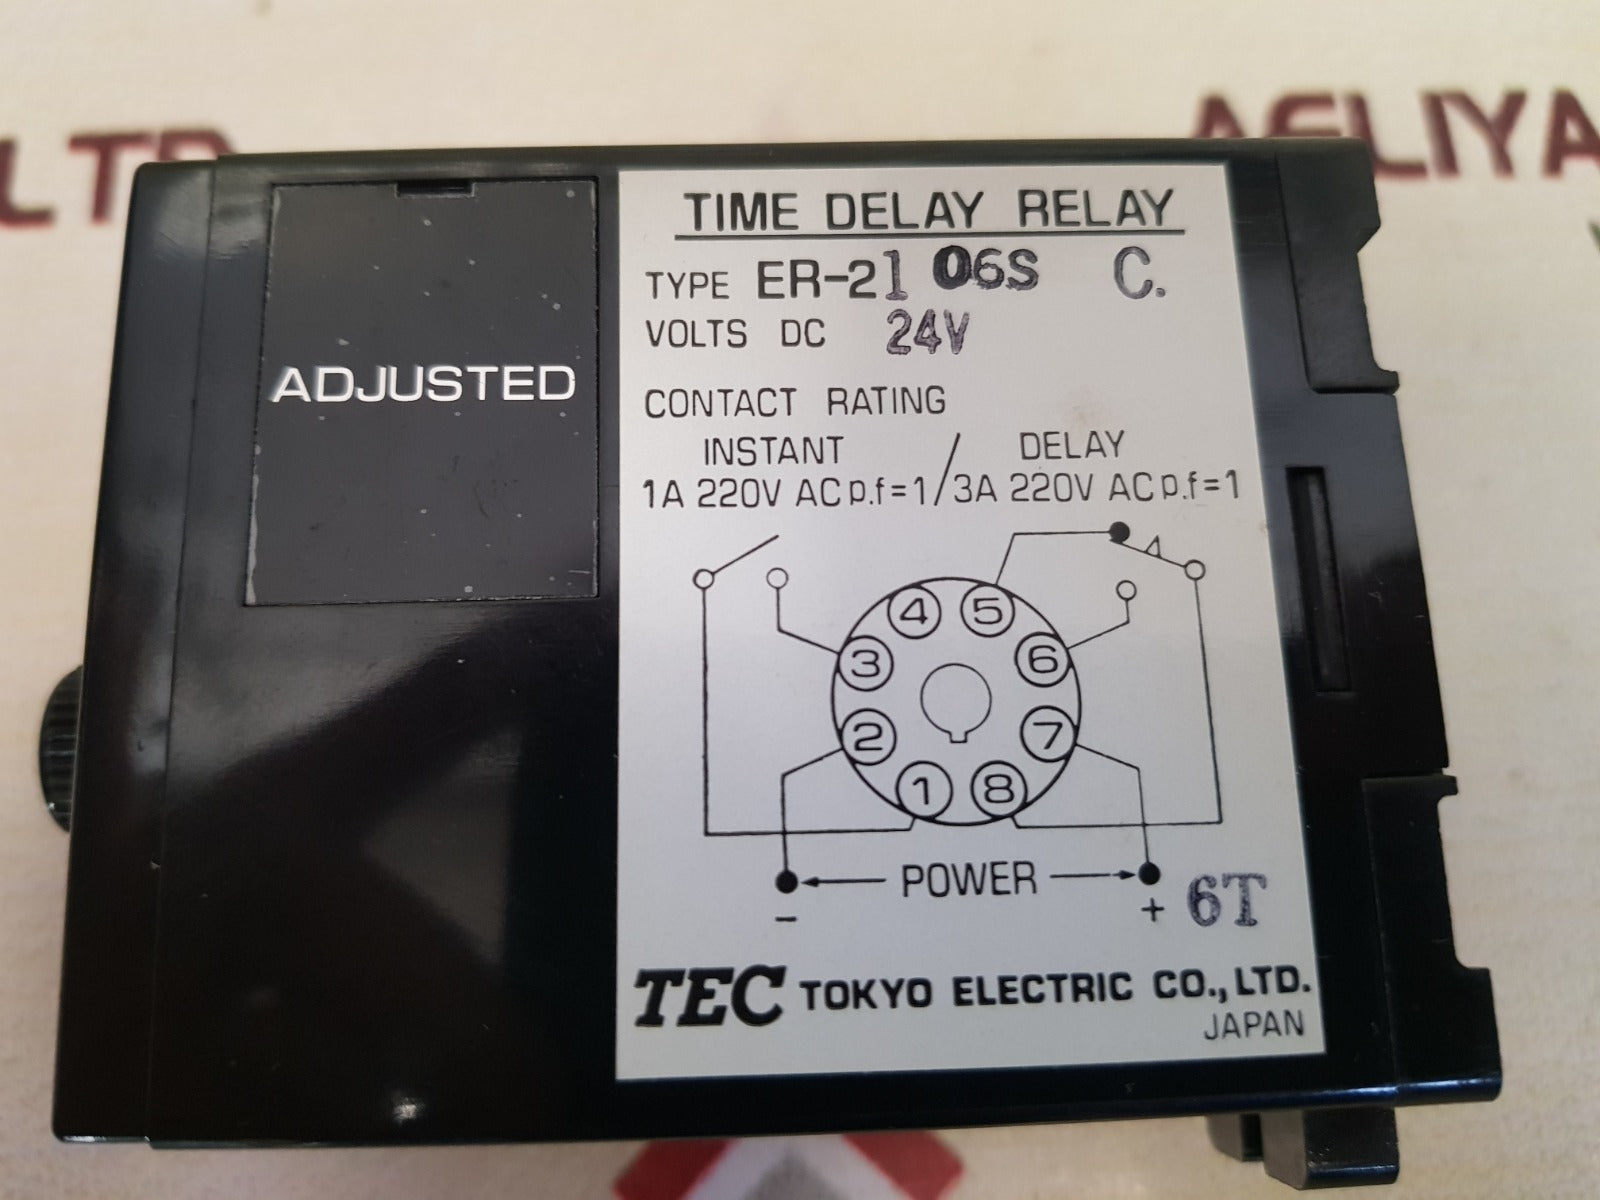 LTD
AELIYA
ADJUSTED
TIME DELAY RELAY
TYPE ER-21 06S C.
VOLTS DC 24V
CONTACT RATING
INSTANT / DELAY
1A 220V AC p.f=1 / 3A 220V AC p.f=1
4 5
3 6
2 7
1 8
POWER
- + 6T
TEC TOKYO ELECTRIC CO., LTD.
JAPAN